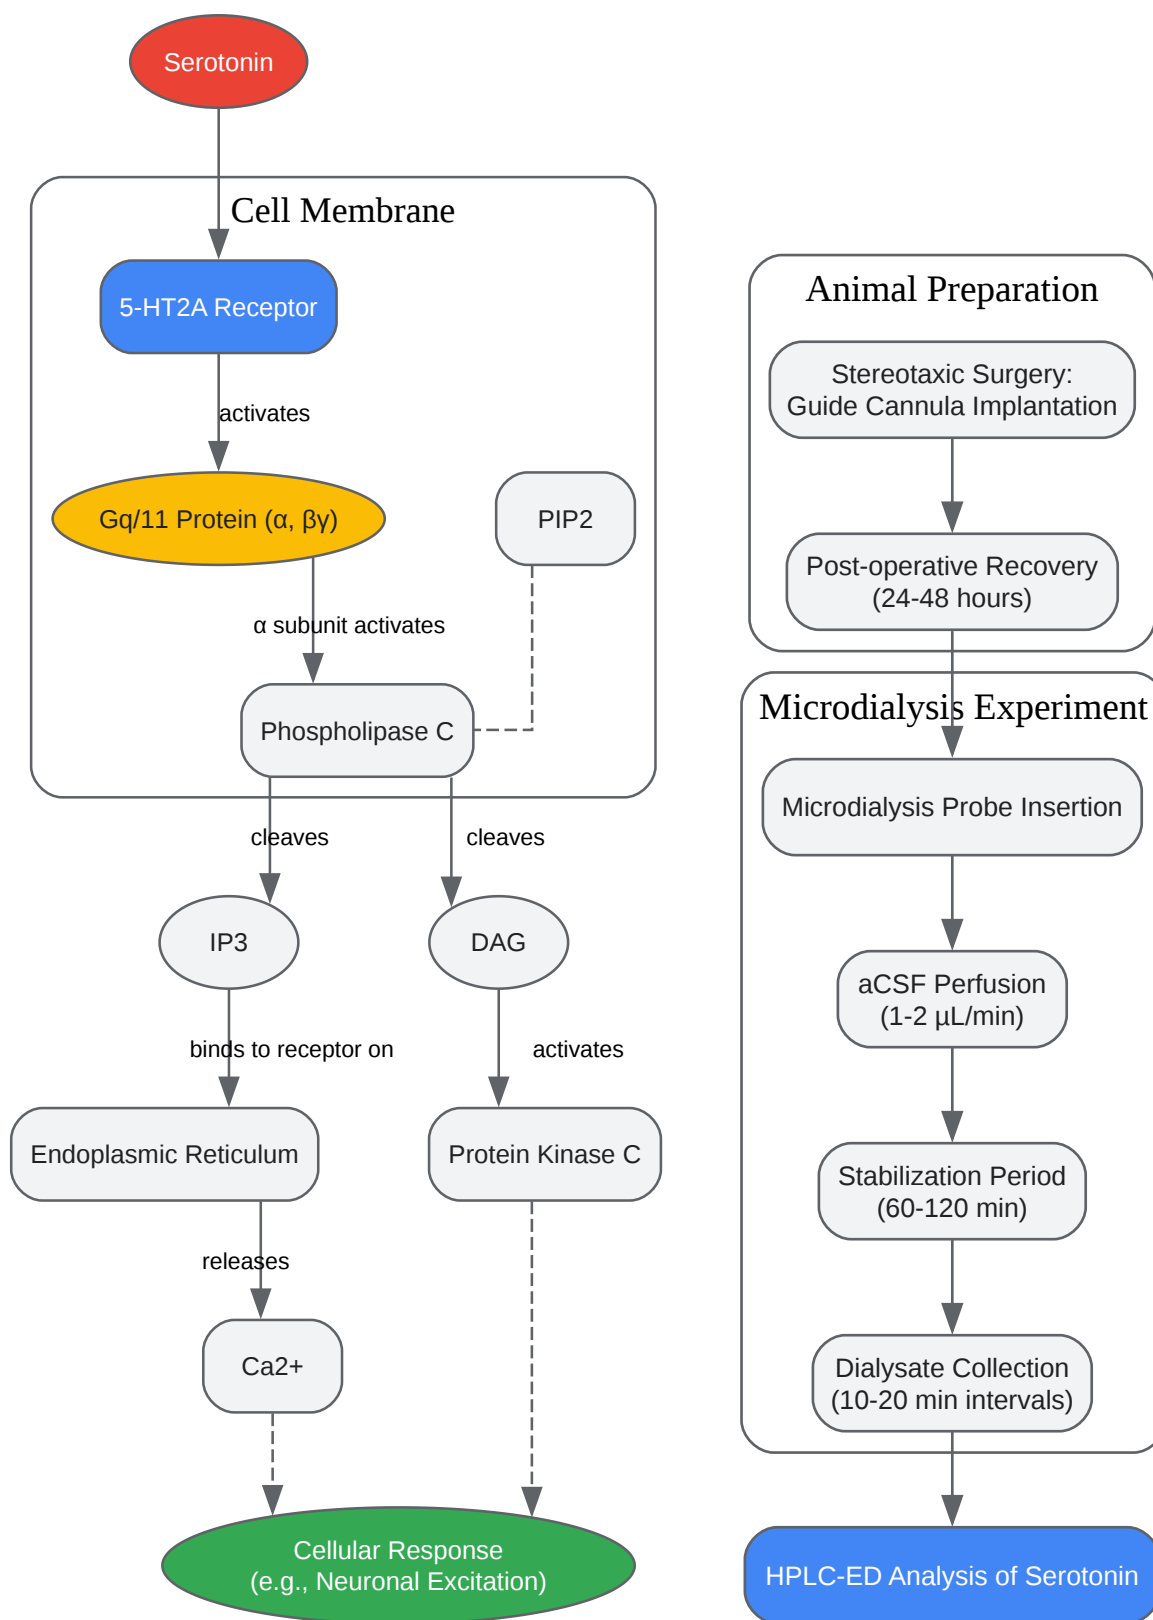 Serotonin
Cell Membrane
5-HT2A Receptor
activates
Gq/11 Protein (α, βγ)
PIP2
α subunit activates
Phospholipase C
cleaves
cleaves
IP3
DAG
binds to receptor on
activates
Endoplasmic Reticulum
Protein Kinase C
releases
Ca2+
Cellular Response
(e.g., Neuronal Excitation)
Animal Preparation
Stereotaxic Surgery:
Guide Cannula Implantation
Post-operative Recovery
(24-48 hours)
Microdialysis Experiment
Microdialysis Probe Insertion
aCSF Perfusion
(1-2 µL/min)
Stabilization Period
(60-120 min)
Dialysate Collection
(10-20 min intervals)
HPLC-ED Analysis of Serotonin